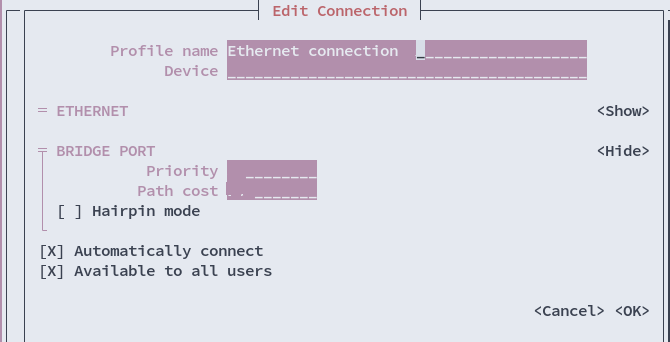 Edit Connection
Profile name Ethernet connection
Device
= ETHERNET <Show>
BRIDGE PORT <Hide>
Priority
Path cost
[ ] Hairpin mode
[X] Automatically connect
[X] Available to all users
<Cancel> <OK>